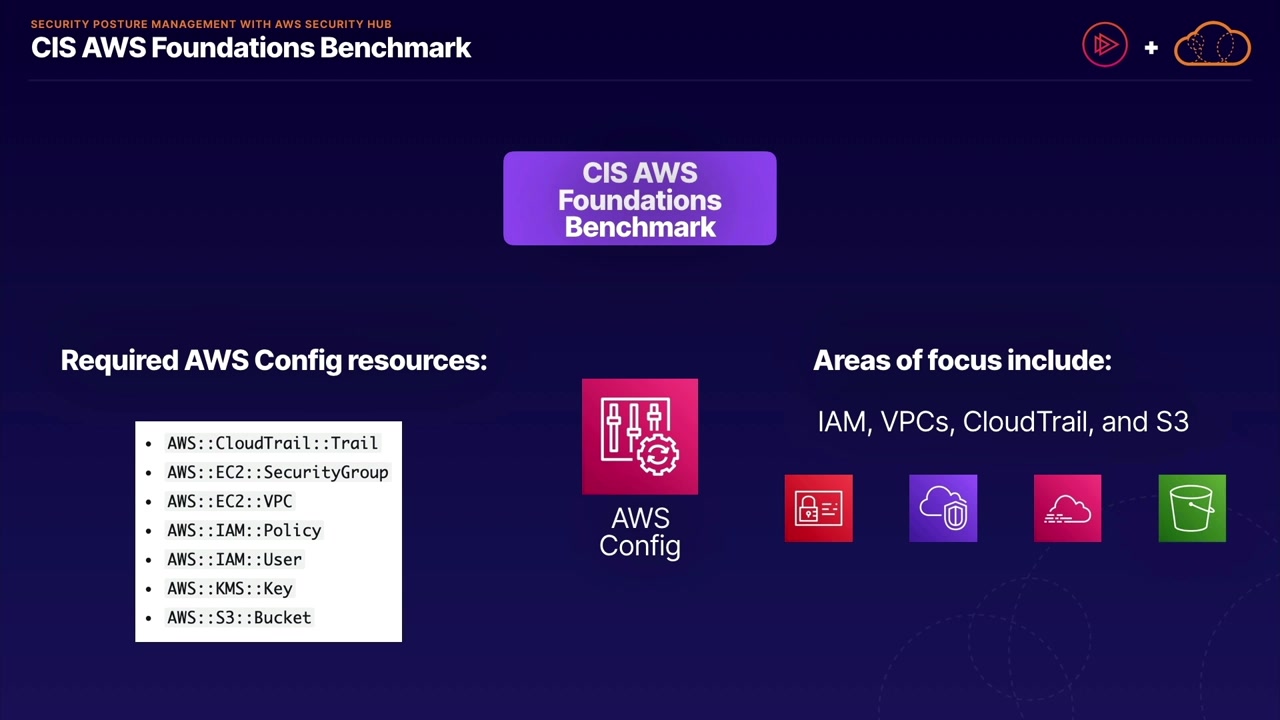 SECURITY POSTURE MANAGEMENT WITH AWS SECURITY HUB
CIS AWS Foundations Benchmark
CIS AWS
Foundations
Benchmark
Required AWS Config resources:
• AWS::CloudTrail::Trail
• AWS::EC2::SecurityGroup
• AWS::EC2::VPC
• AWS::IAM::Policy
• AWS::IAM::User
• AWS::KMS::Key
• AWS::S3::Bucket
AWS
Config
Areas of focus include:
IAM, VPCs, CloudTrail, and S3